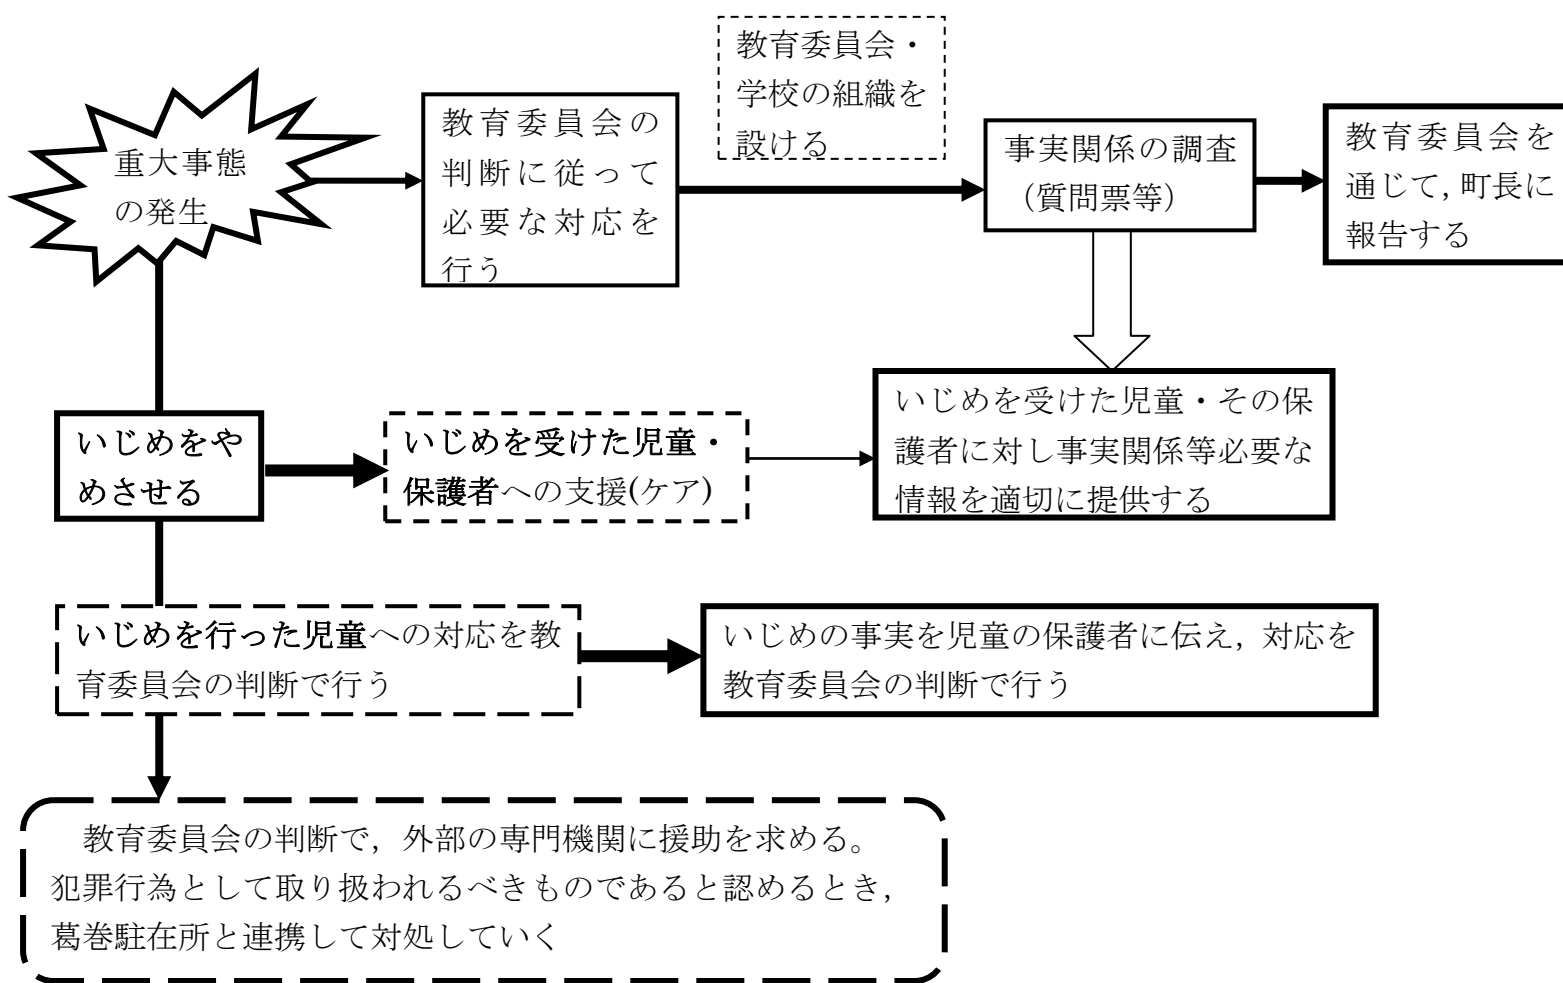 教育委員会・
学校の組織を
設ける
重大事態
の発生
教育委員会の
判断に従って
必要な対応を
行う
事実関係の調査
（質問票等）
教育委員会を
通じて，町長に
報告する
いじめをや
めさせる
いじめを受けた児童・
保護者への支援(ケア)
いじめを受けた児童・その保
護者に対し事実関係等必要な
情報を適切に提供する
いじめを行った児童への対応を教
育委員会の判断で行う
いじめの事実を児童の保護者に伝え，対応を
教育委員会の判断で行う
教育委員会の判断で，外部の専門機関に援助を求める。
犯罪行為として取り扱われるべきものであると認めるとき，
葛巻駐在所と連携して対処していく